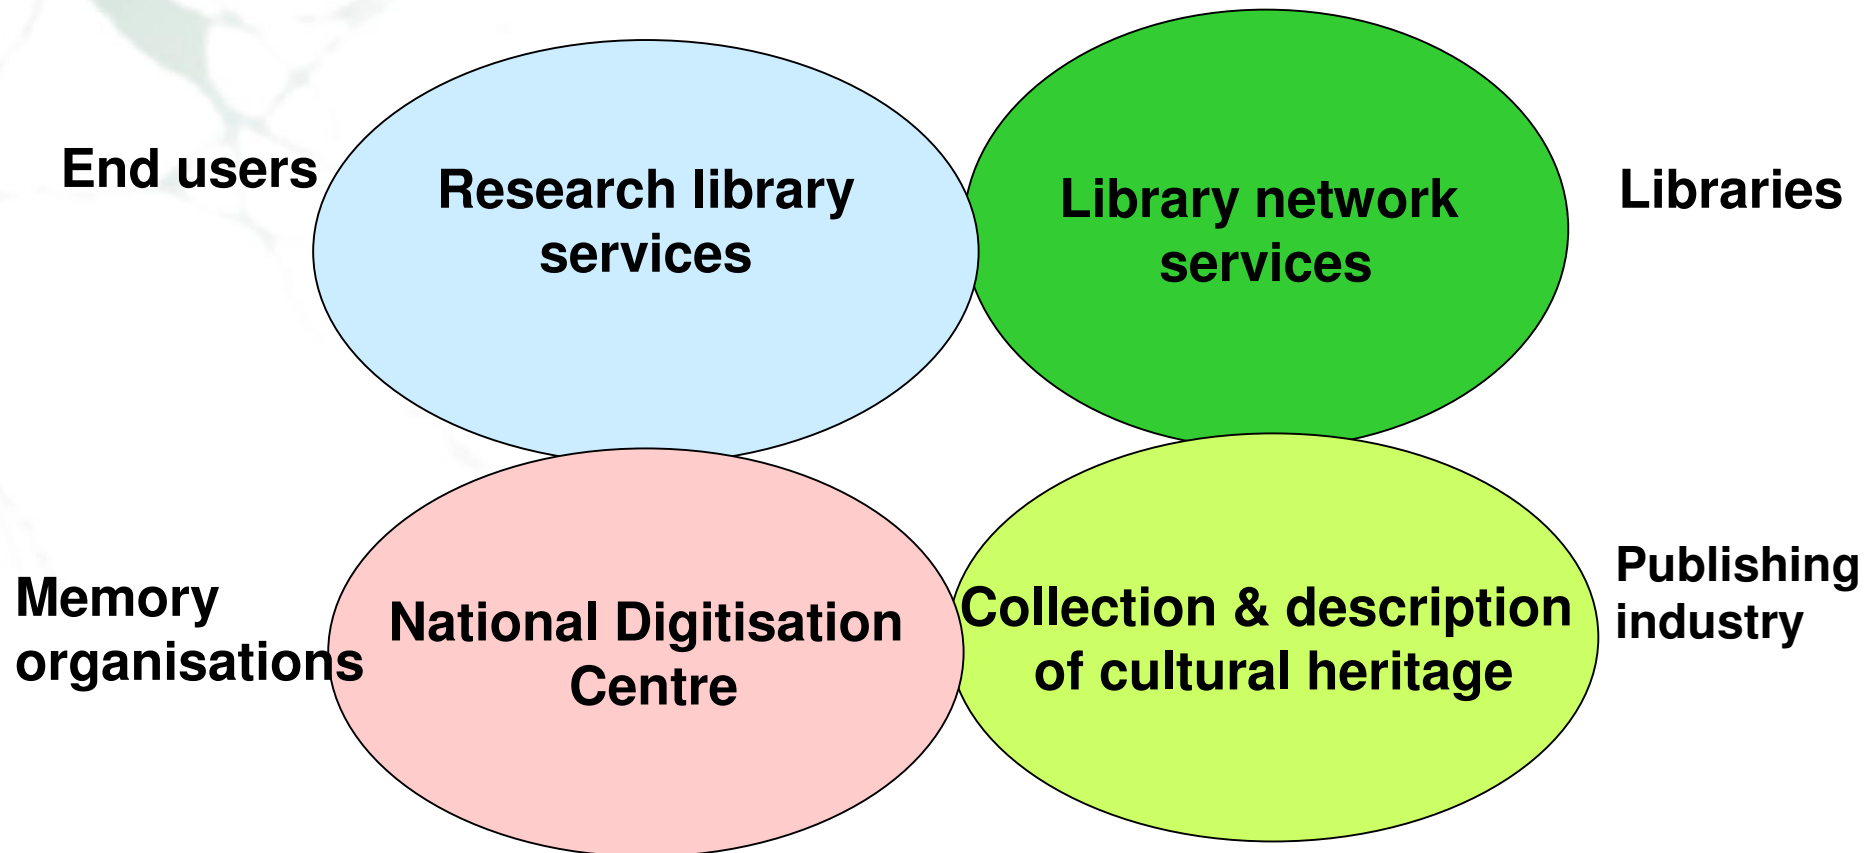 End users
Research library
services
Library network
services
Libraries
Memory
organisations
National Digitisation
Centre
Collection & description
of cultural heritage
Publishing
industry